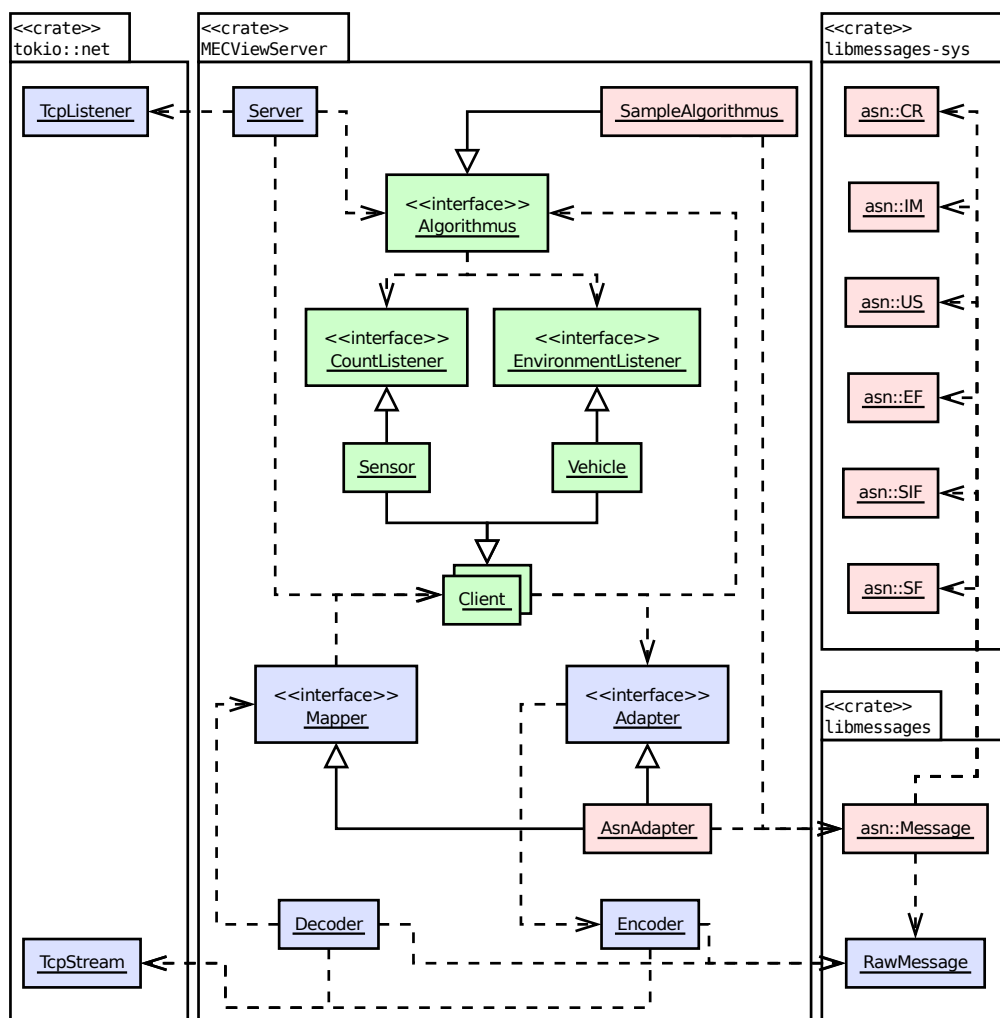 <<crate>>
tokio::net
<<crate>>
MECViewServer
<<crate>>
libmessages-sys
TcpListener
Server
SampleAlgorithmus
asn::CR
<<interface>>
Algorithmus
asn::IM
asn::US
<<interface>>
CountListener
<<interface>>
EnvironmentListener
asn::EF
Sensor
Vehicle
asn::SIF
Client
asn::SF
<<interface>>
Mapper
<<interface>>
Adapter
<<crate>>
libmessages
AsnAdapter
asn::Message
Decoder
Encoder
TcpStream
RawMessage